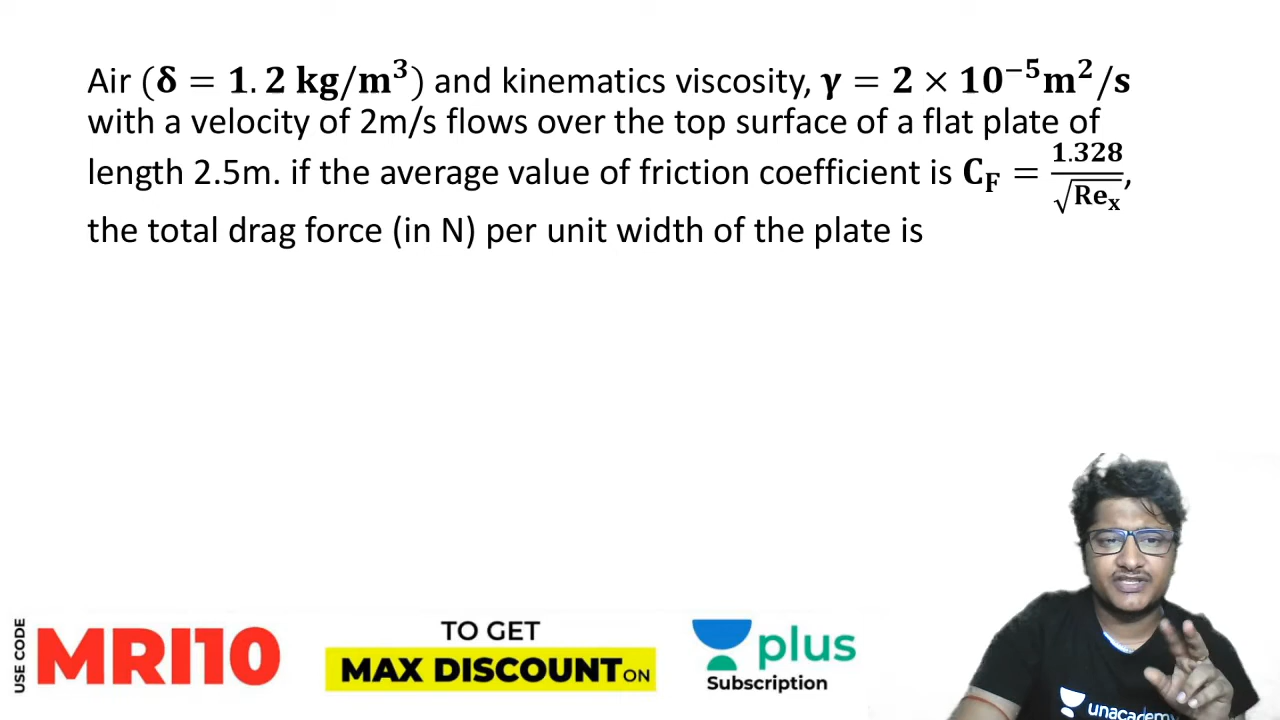 Air (δ = 1.2 kg/m³) and kinematics viscosity, γ = 2 × 10⁻⁵m²/s
with a velocity of 2m/s flows over the top surface of a flat plate of
length 2.5m. if the average value of friction coefficient is C_F = 1.328/√Re_x,
the total drag force (in N) per unit width of the plate is
USE CODE
MRI10
TO GET
MAX DISCOUNT ON
plus
Subscription
unacademy